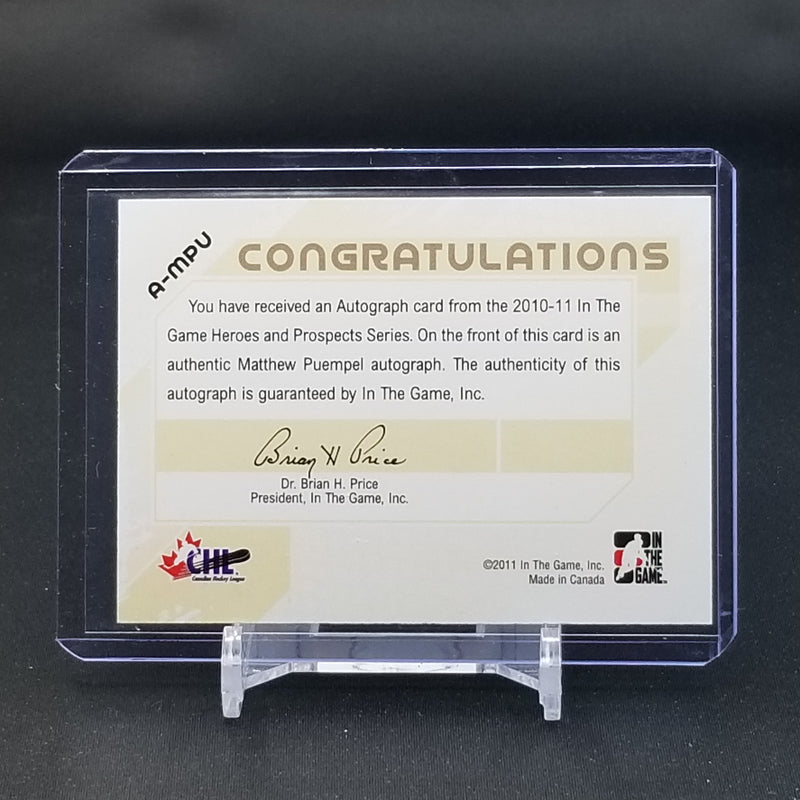 A-MPU
CONGRATULATIONS
You have received an Autograph card from the 2010-11 In The
Game Heroes and Prospects Series. On the front of this card is an
authentic Matthew Puempel autograph. The authenticity of this
autograph is guaranteed by In The Game, Inc.
Brian H Price
Dr. Brian H. Price
President, In The Game, Inc.
CHL
Canadian Hockey League
©2011 In The Game, Inc.
Made in Canada
IN
THE
GAME